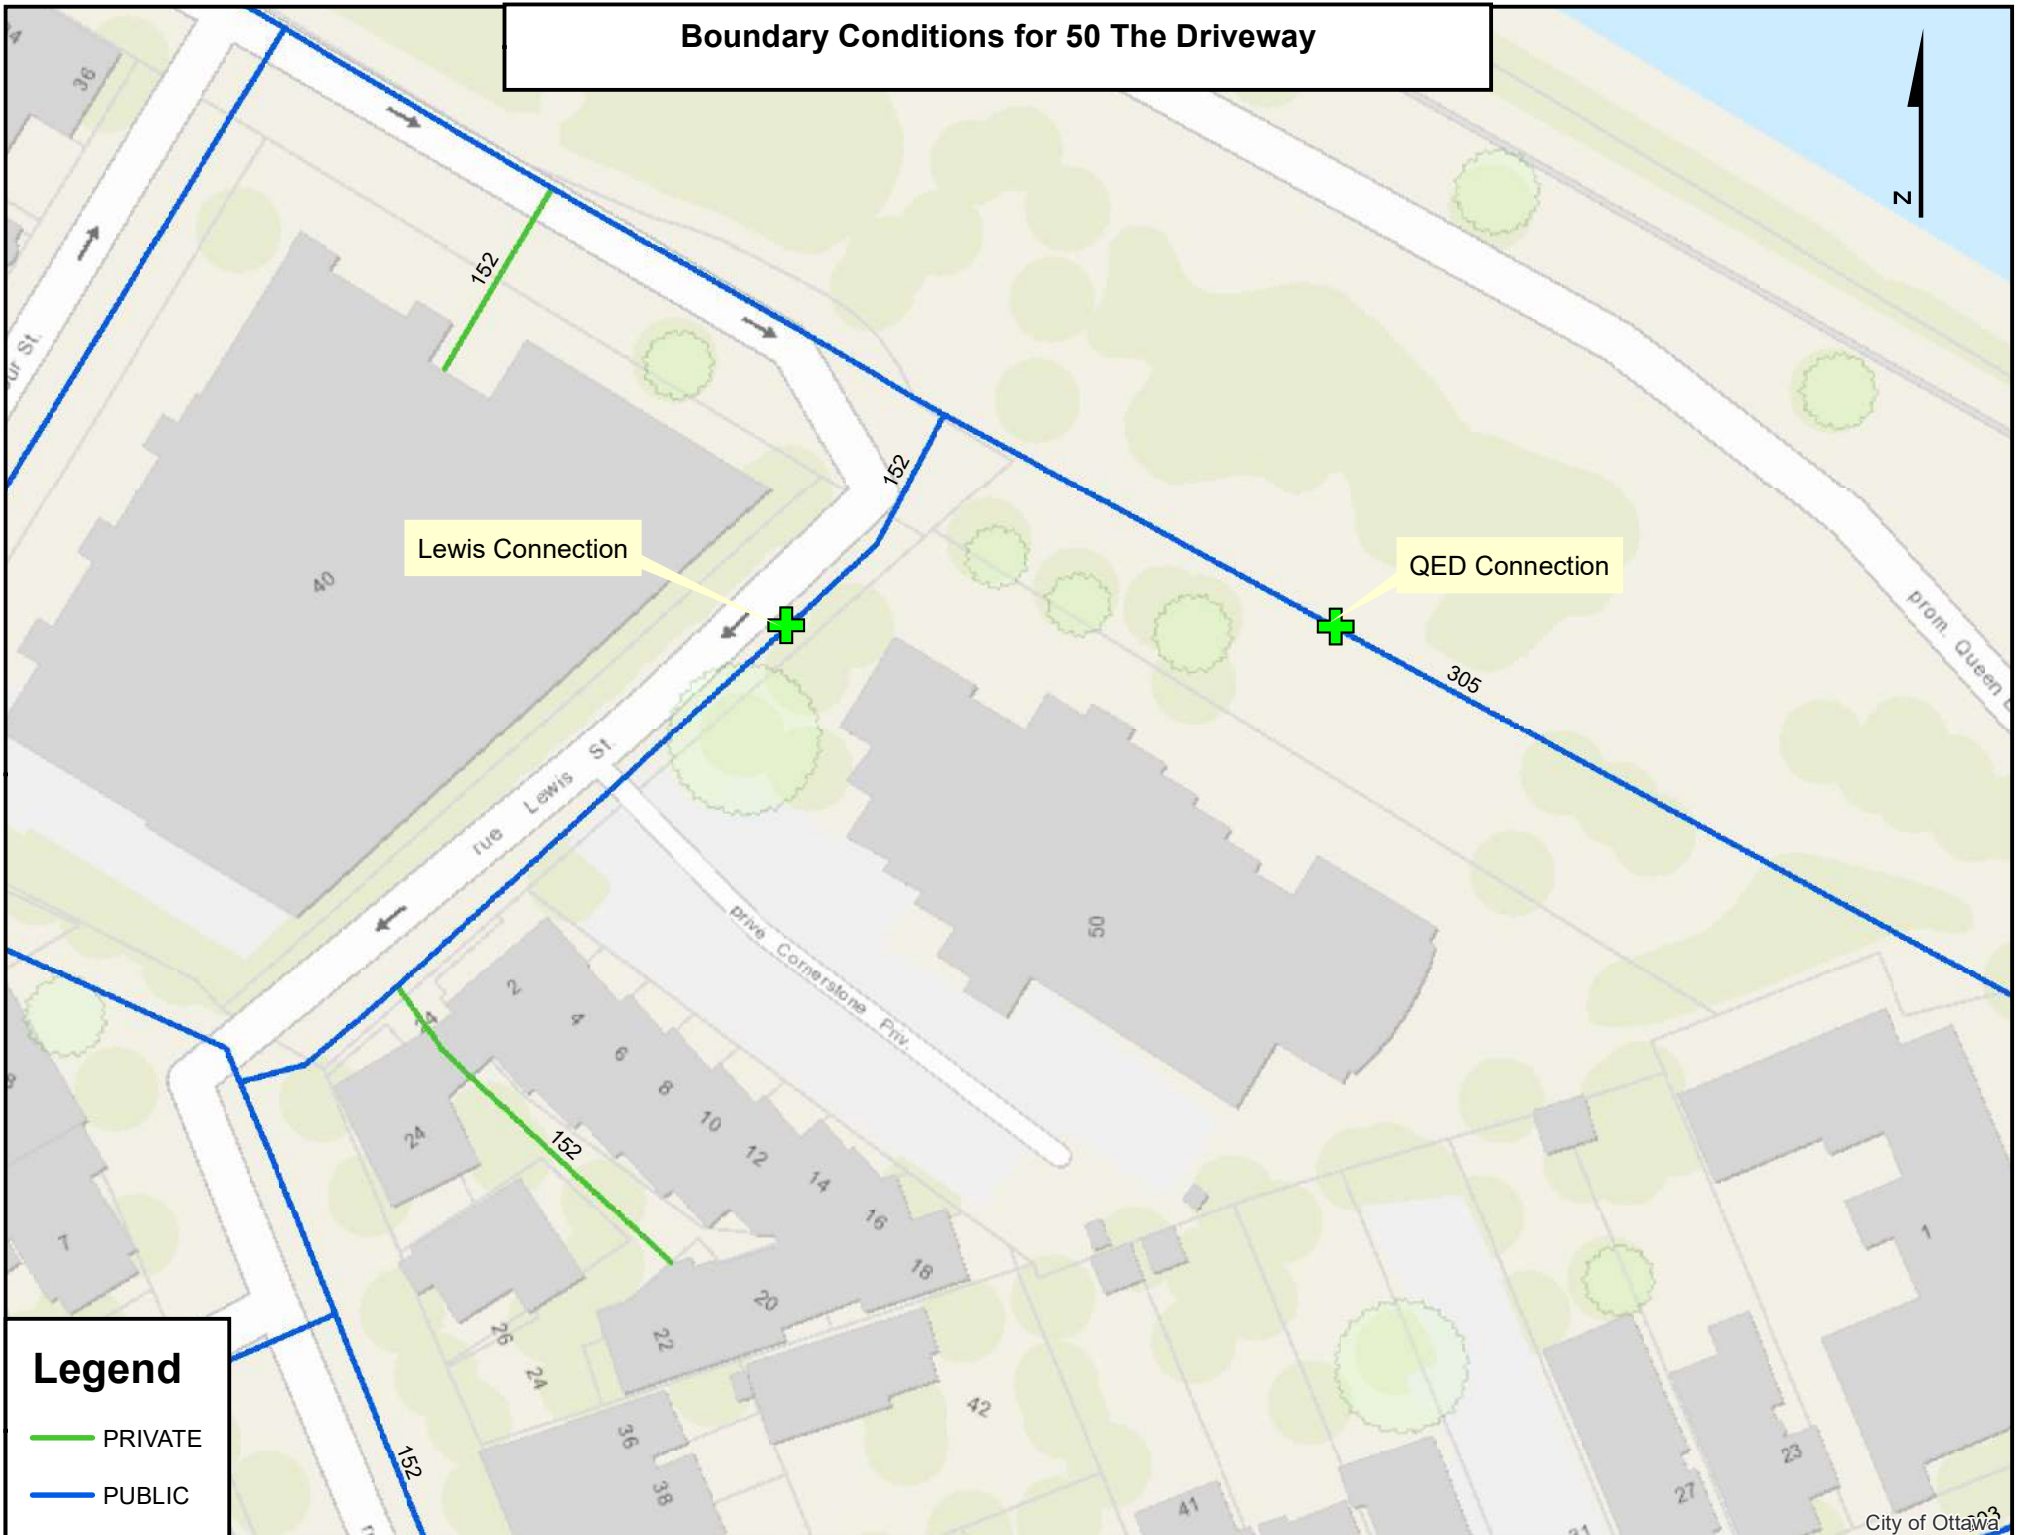 Boundary Conditions for 50 The Driveway
36
N
152
152
Lewis Connection
QED Connection
40
305
prom. Queen
rue Lewis St.
50
prive Cornerstone Priv.
2
4
6
8
10
12
14
16
18
20
22
24
24
152
7
1
26
24
36
38
42
41
27
23
152
Legend
PRIVATE
PUBLIC
City of Ottawa